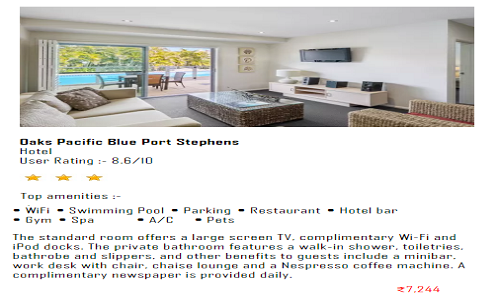 Oaks Pacific Blue Port Stephens
Hotel
User Rating :- 8.6/10
Top amenities :-
• WiFi • Swimming Pool • Parking • Restaurant • Hotel bar
• Gym • Spa • A/C • Pets
The standard room offers a large screen TV, complimentary Wi-Fi and
iPod docks. The private bathroom features a walk-in shower, toiletries,
bathrobe and slippers, and other benefits to guests include a minibar,
work desk with chair, chaise lounge and a Nespresso coffee machine. A
complimentary newspaper is provided daily.
₹7,244